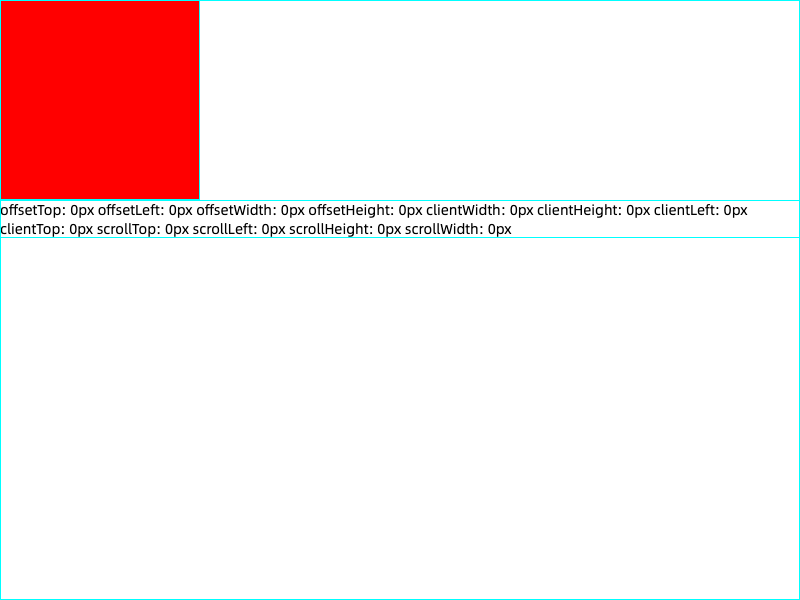 offsetTop: 0px offsetLeft: 0px offsetWidth: 0px offsetHeight: 0px clientWidth: 0px clientHeight: 0px clientLeft: 0px
clientTop: 0px scrollTop: 0px scrollLeft: 0px scrollHeight: 0px scrollWidth: 0px